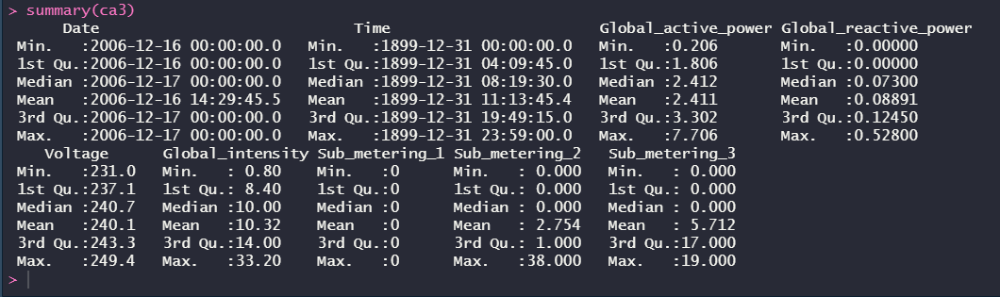 > summary(ca3)
Date Time Global_active_power Global_reactive_power
Min. :2006-12-16 00:00:00.0 Min. :1899-12-31 00:00:00.0 Min. :0.206 Min. :0.00000
1st Qu.:2006-12-16 00:00:00.0 1st Qu.:1899-12-31 04:09:45.0 1st Qu.:1.806 1st Qu.:0.00000
Median :2006-12-17 00:00:00.0 Median :1899-12-31 08:19:30.0 Median :2.412 Median :0.07300
Mean :2006-12-16 14:29:45.5 Mean :1899-12-31 11:13:45.4 Mean :2.411 Mean :0.08891
3rd Qu.:2006-12-17 00:00:00.0 3rd Qu.:1899-12-31 19:49:15.0 3rd Qu.:3.302 3rd Qu.:0.12450
Max. :2006-12-17 00:00:00.0 Max. :1899-12-31 23:59:00.0 Max. :7.706 Max. :0.52800
Voltage Global_intensity Sub_metering_1 Sub_metering_2 Sub_metering_3
Min. :231.0 Min. : 0.80 Min. :0 Min. : 0.000 Min. : 0.000
1st Qu.:237.1 1st Qu.: 8.40 1st Qu.:0 1st Qu.: 0.000 1st Qu.: 0.000
Median :240.7 Median :10.00 Median :0 Median : 0.000 Median : 0.000
Mean :240.1 Mean :10.32 Mean :0 Mean : 2.754 Mean : 5.712
3rd Qu.:243.3 3rd Qu.:14.00 3rd Qu.:0 3rd Qu.: 1.000 3rd Qu.:17.000
Max. :249.4 Max. :33.20 Max. :0 Max. :38.000 Max. :19.000
>